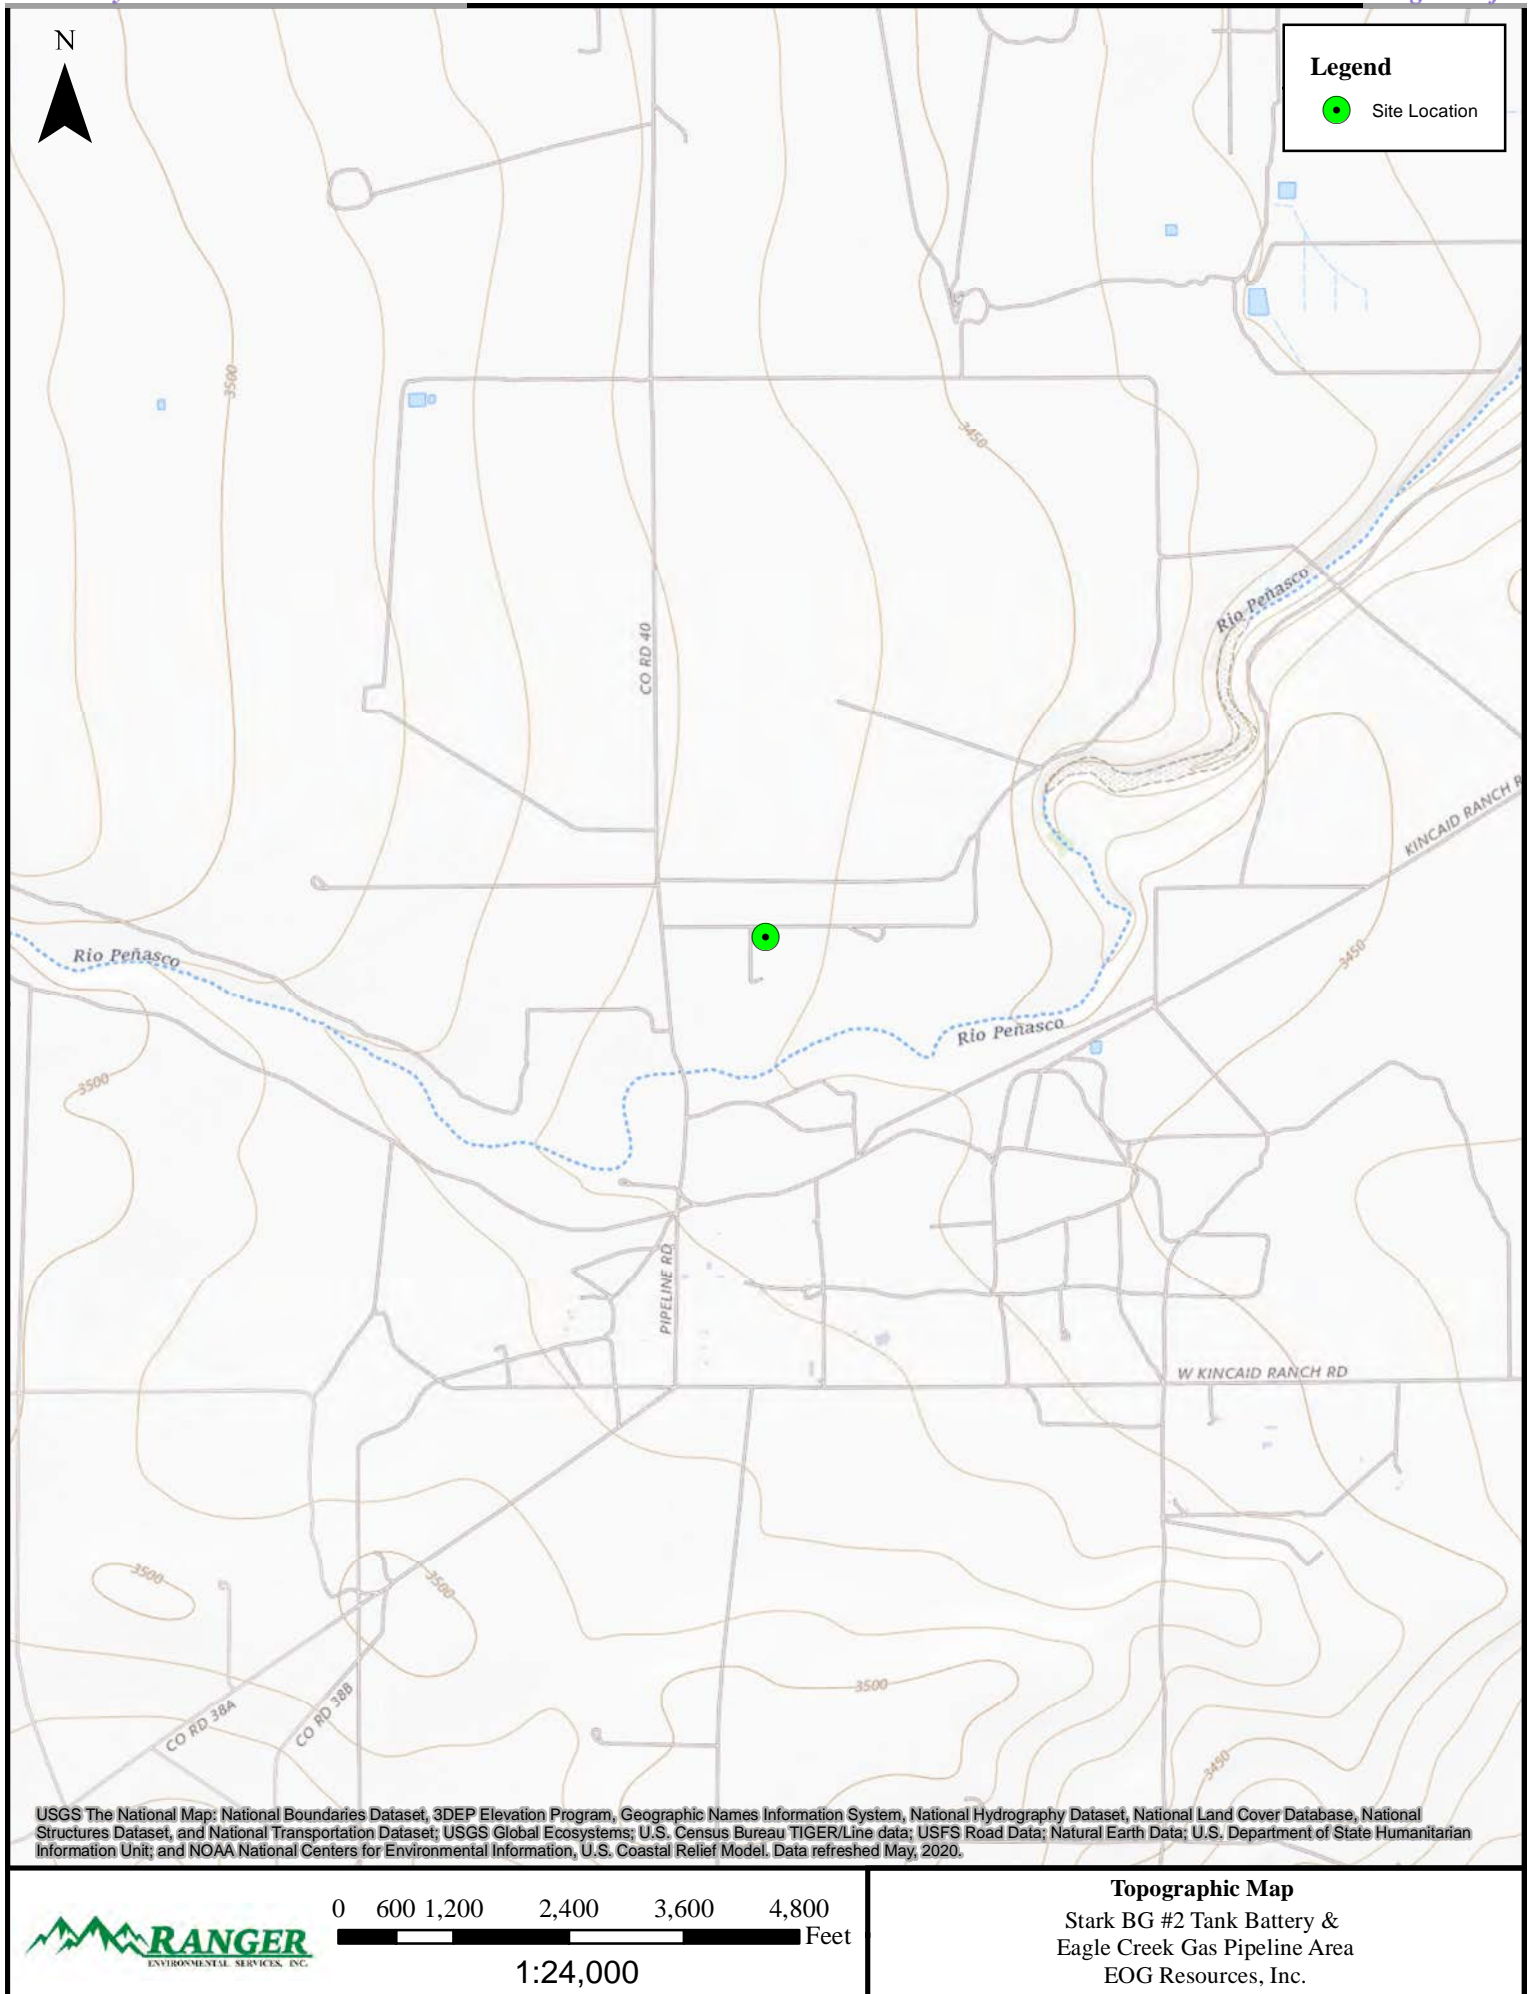 N
Legend
Site Location
3500
3450
CO RD 40
Rio Peñasco
KINCAID RANCH R
Rio Peñasco
3450
Rio Peñasco
3500
PIPELINE RD
W KINCAID RANCH RD
3500
3500
3500
CO RD 38A
CO RD 38B
3450
USGS The National Map: National Boundaries Dataset, 3DEP Elevation Program, Geographic Names Information System, National Hydrography Dataset, National Land Cover Database, National
Structures Dataset, and National Transportation Dataset; USGS Global Ecosystems; U.S. Census Bureau TIGER/Line data; USFS Road Data; Natural Earth Data; U.S. Department of State Humanitarian
Information Unit; and NOAA National Centers for Environmental Information, U.S. Coastal Relief Model. Data refreshed May, 2020.
RANGER
ENVIRONMENTAL SERVICES, INC.
0 600 1,200 2,400 3,600 4,800
Feet
1:24,000
Topographic Map
Stark BG #2 Tank Battery &
Eagle Creek Gas Pipeline Area
EOG Resources, Inc.